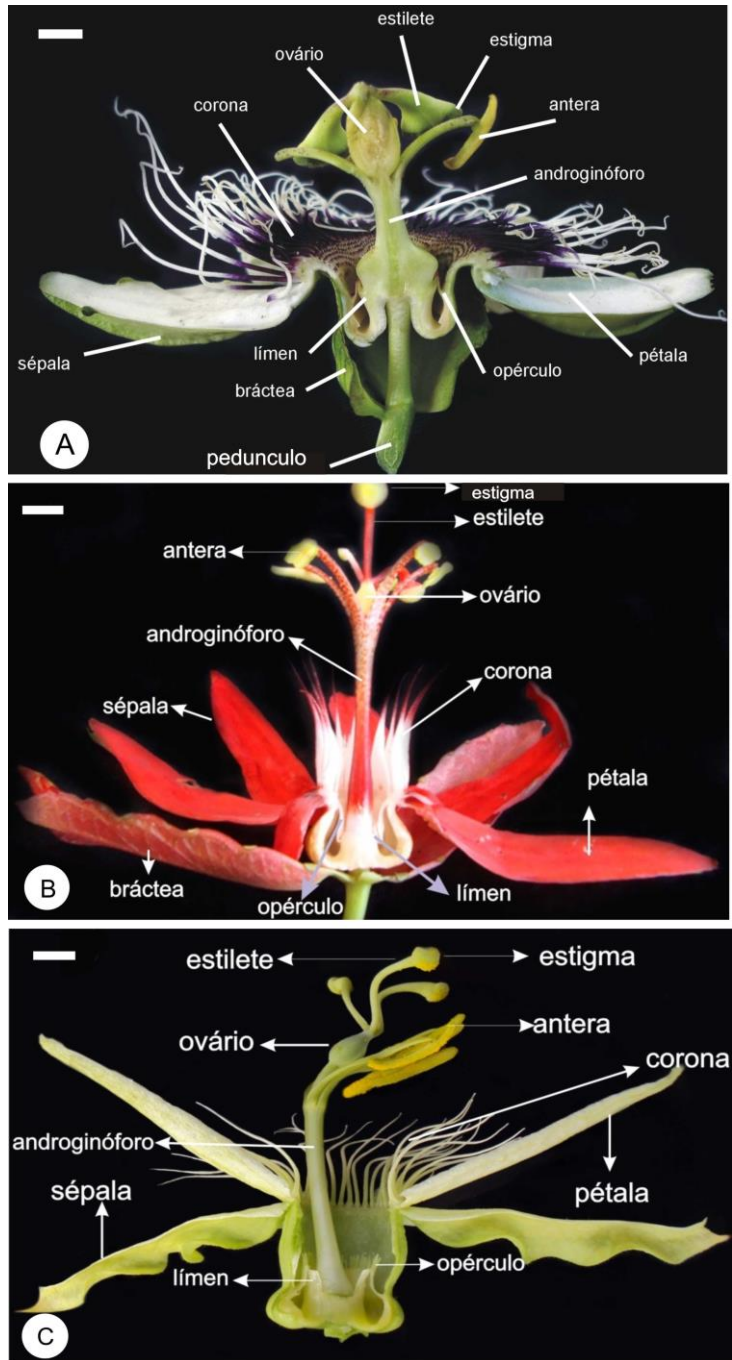 estilete
estigma
ovário
corona
antera
androginóforo
sépala
límen
bráctea
opérculo
pétala
A
pedunculo
estigma
estilete
antera
ovário
androginóforo
corona
sépala
pétala
B
bráctea
opérculo
límen
estilete
estigma
antera
ovário
corona
androginóforo
sépala
pétala
límen
opérculo
C